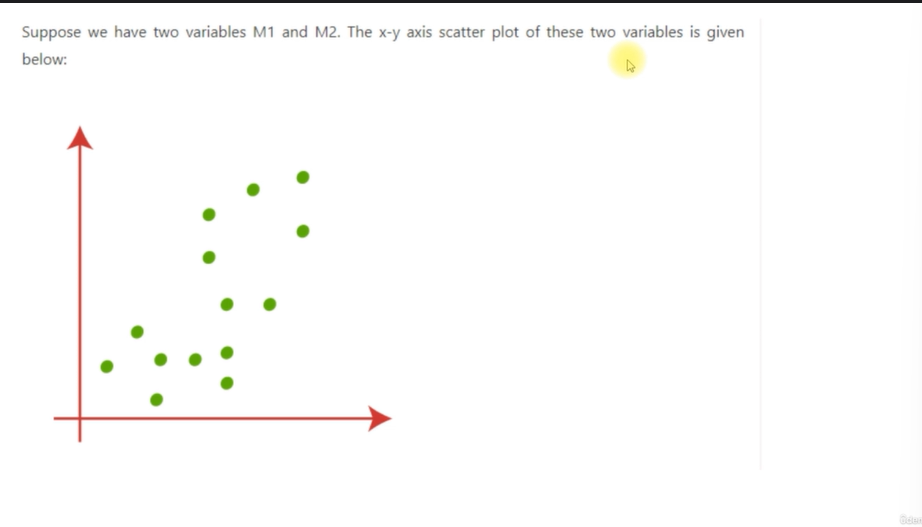 Suppose we have two variables M1 and M2. The x-y axis scatter plot of these two variables is given
below: